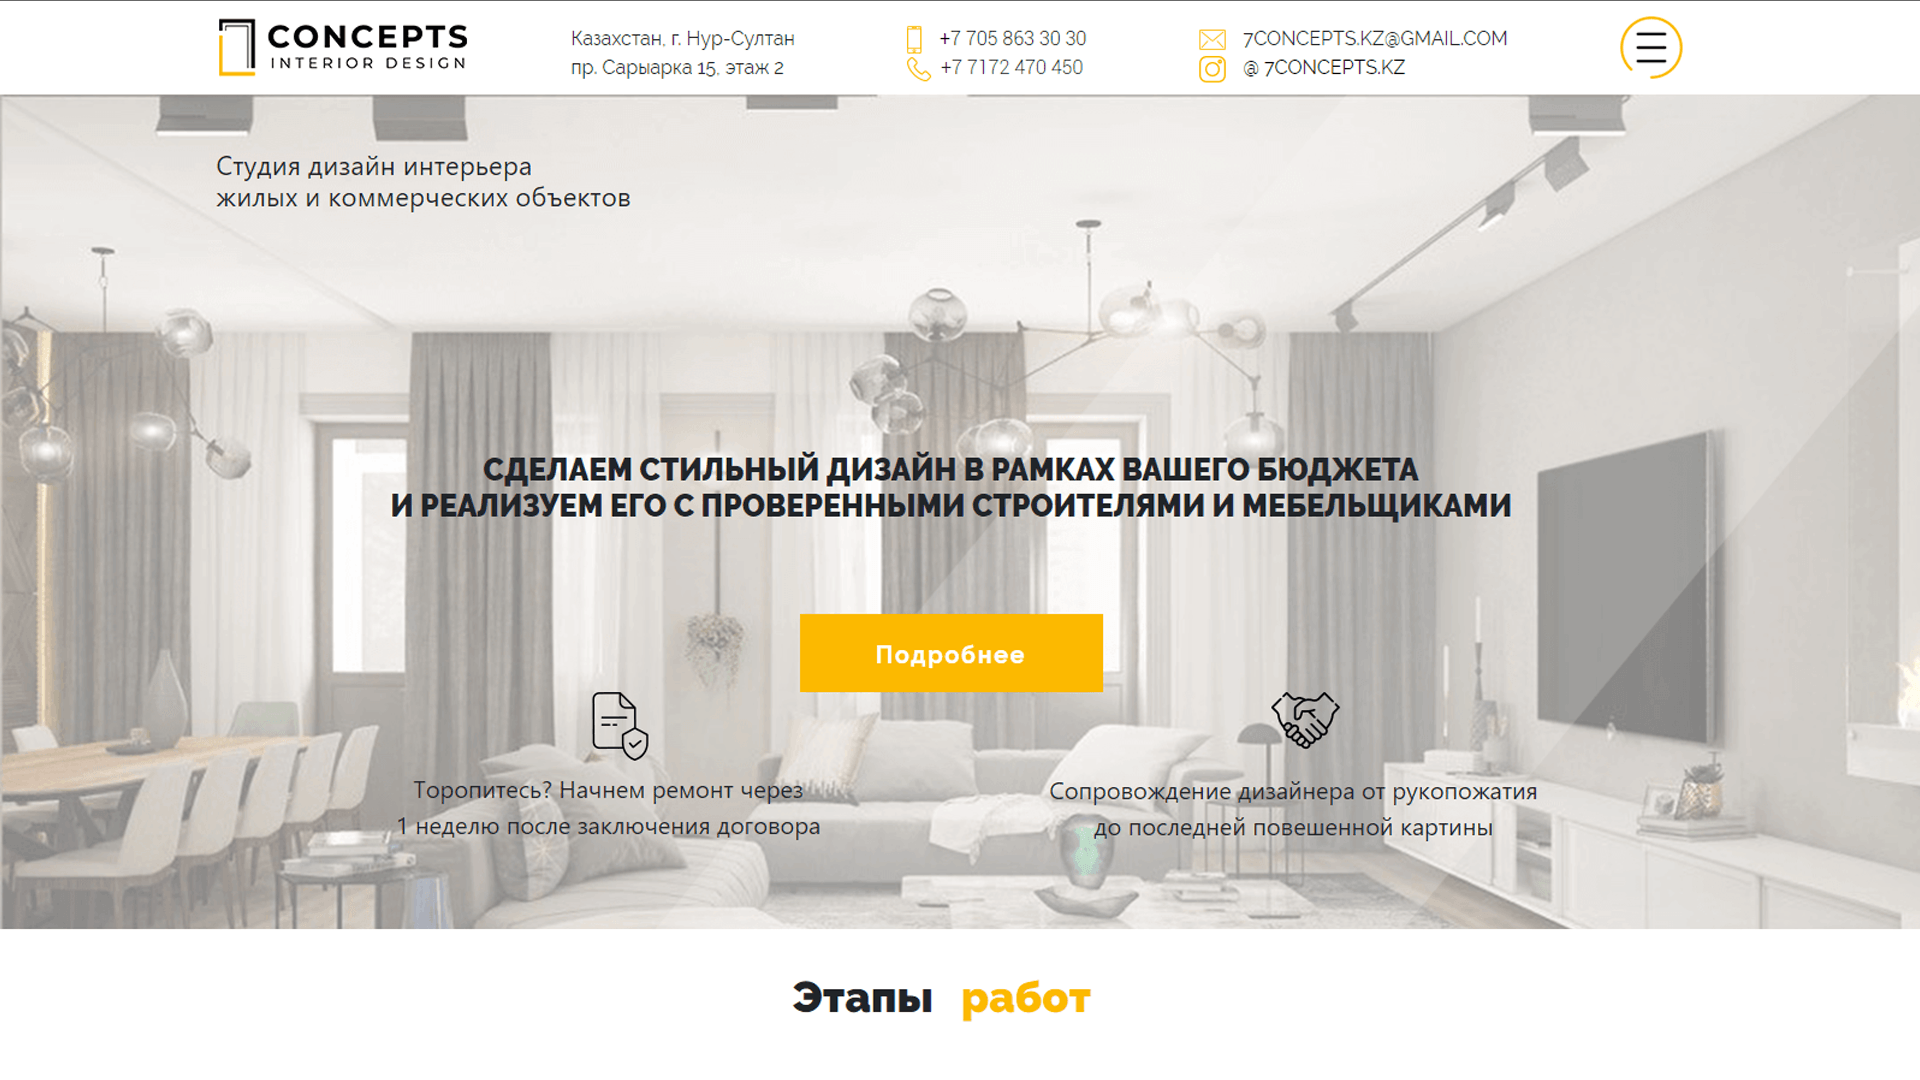 CONCEPTS
INTERIOR DESIGN
Казахстан, г. Нур-Султан
пр. Сарыарка 15, этаж 2
+7 705 863 30 30
+7 7172 470 450
7CONCEPTS.KZ@GMAIL.COM
@ 7CONCEPTS.KZ
Студия дизайн интерьера
жилых и коммерческих объектов
СДЕЛАЕМ СТИЛЬНЫЙ ДИЗАЙН В РАМКАХ ВАШЕГО БЮДЖЕТА
И РЕАЛИЗУЕМ ЕГО С ПРОВЕРЕННЫМИ СТРОИТЕЛЯМИ И МЕБЕЛЬЩИКАМИ
Подробнее
Торопитесь? Начнем ремонт через
1 неделю после заключения договора
Сопровождение дизайнера от рукопожатия
до последней повешенной картины
Этапы работ